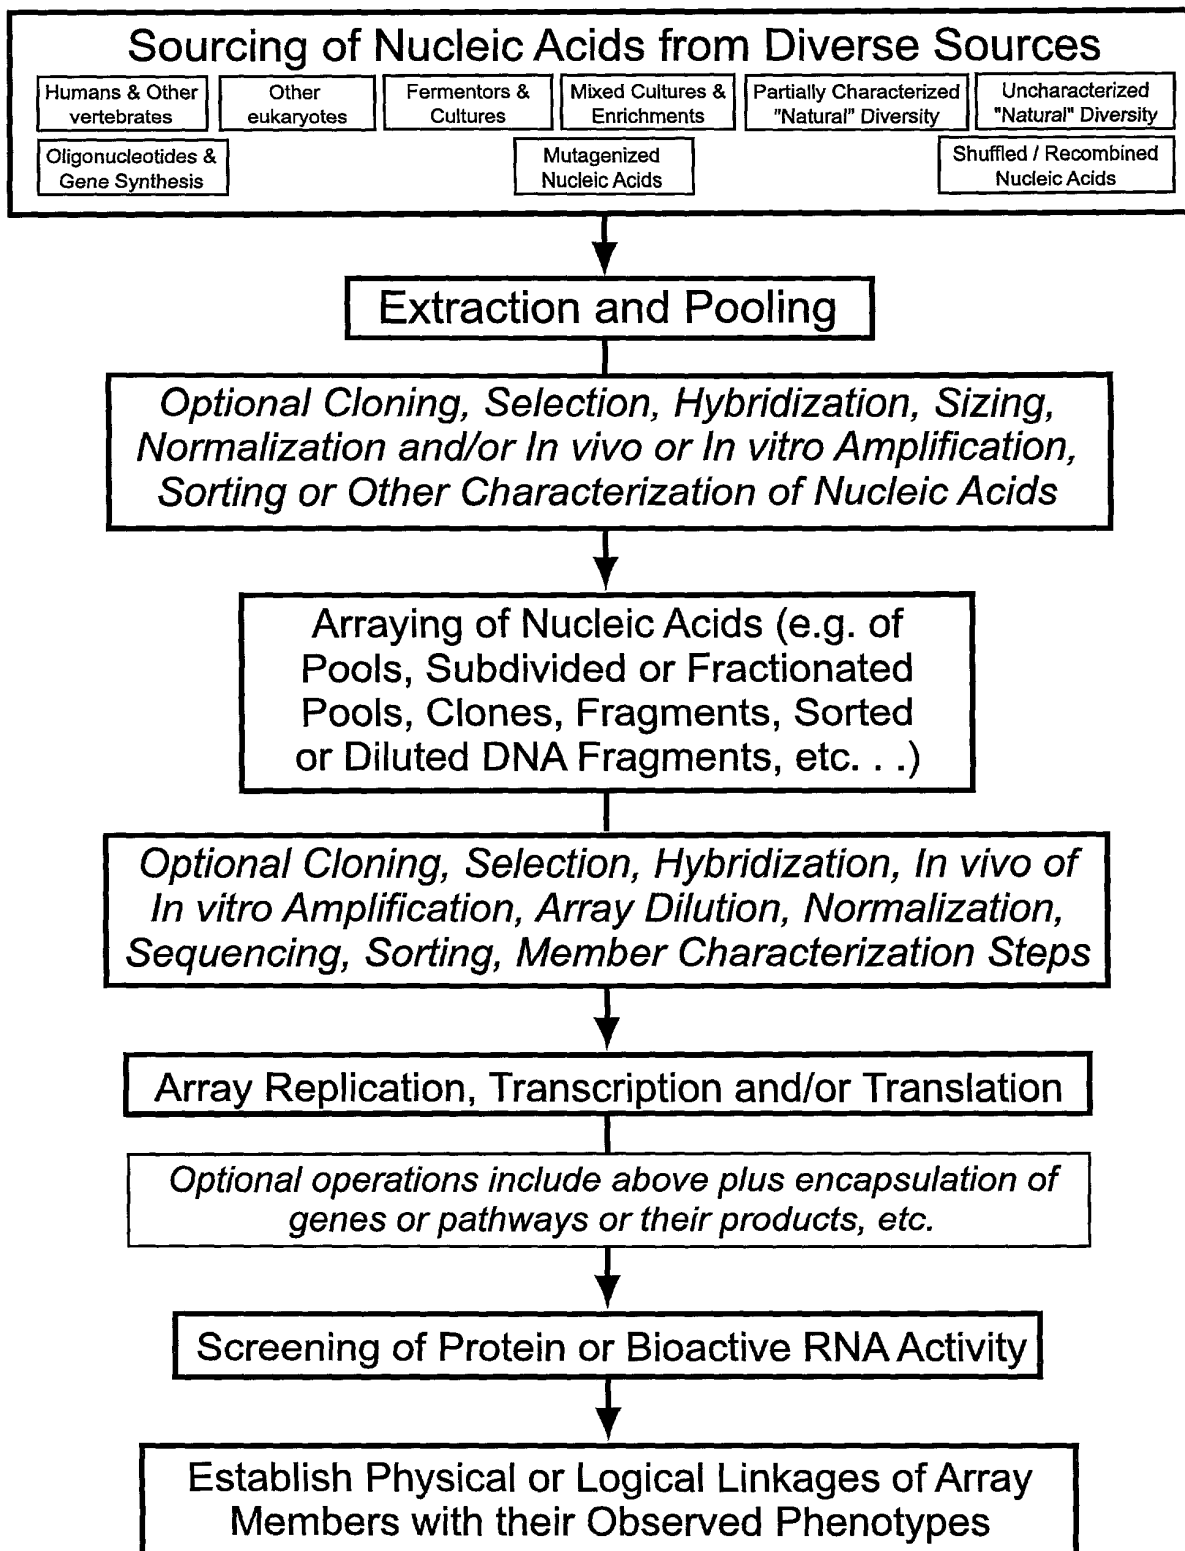 Sourcing of Nucleic Acids from Diverse Sources
Humans & Other
vertebrates
Other
eukaryotes
Fermentors &
Cultures
Mixed Cultures &
Enrichments
Partially Characterized
"Natural" Diversity
Uncharacterized
"Natural" Diversity
Oligonucleotides &
Gene Synthesis
Mutagenized
Nucleic Acids
Shuffled / Recombined
Nucleic Acids
Extraction and Pooling
Optional Cloning, Selection, Hybridization, Sizing,
Normalization and/or In vivo or In vitro Amplification,
Sorting or Other Characterization of Nucleic Acids
Arraying of Nucleic Acids (e.g. of
Pools, Subdivided or Fractionated
Pools, Clones, Fragments, Sorted
or Diluted DNA Fragments, etc. . .)
Optional Cloning, Selection, Hybridization, In vivo of
In vitro Amplification, Array Dilution, Normalization,
Sequencing, Sorting, Member Characterization Steps
Array Replication, Transcription and/or Translation
Optional operations include above plus encapsulation of
genes or pathways or their products, etc.
Screening of Protein or Bioactive RNA Activity
Establish Physical or Logical Linkages of Array
Members with their Observed Phenotypes